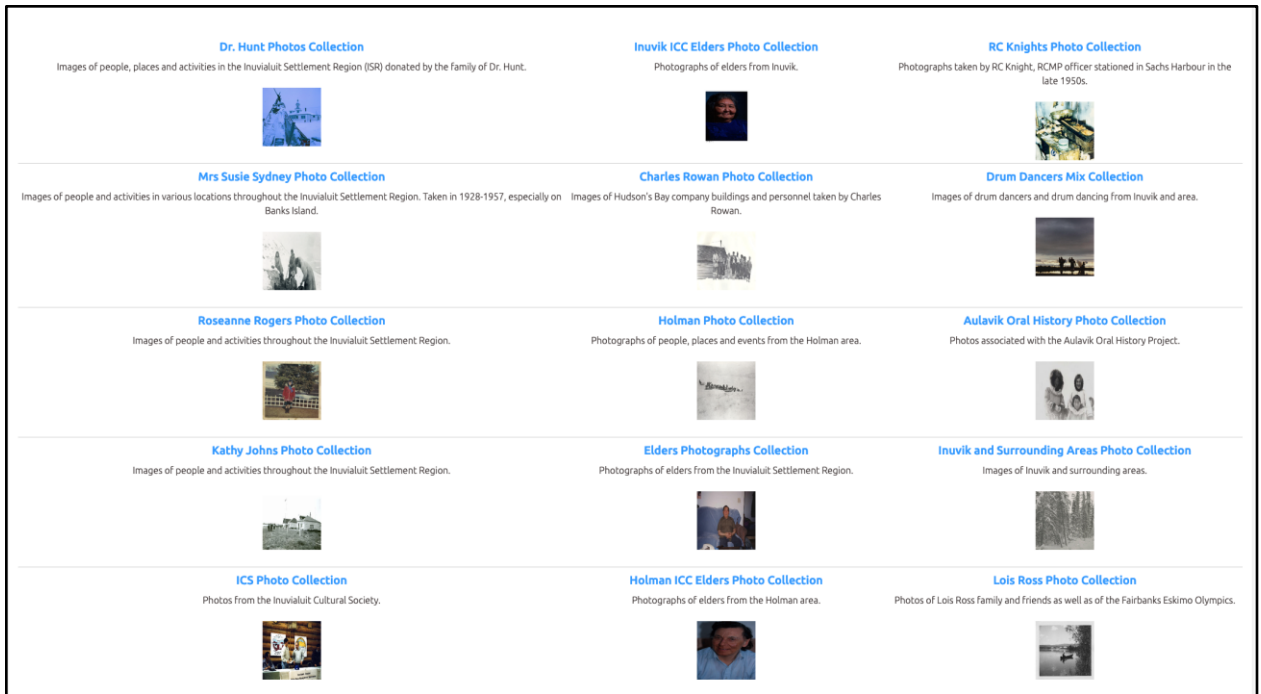 Dr. Hunt Photos Collection
Images of people, places and activities in the Inuvialuit Settlement Region (ISR) donated by the family of Dr. Hunt.
Inuvik ICC Elders Photo Collection
Photographs of elders from Inuvik.
RC Knights Photo Collection
Photographs taken by RC Knight, RCMP officer stationed in Sachs Harbour in the
late 1950s.
Mrs Susie Sydney Photo Collection
Images of people and activities in various locations throughout the Inuvialuit Settlement Region. Taken in 1928-1957, especially on
Banks Island.
Charles Rowan Photo Collection
Images of Hudson's Bay company buildings and personnel taken by Charles
Rowan.
Drum Dancers Mix Collection
Images of drum dancers and drum dancing from Inuvik and area.
Roseanne Rogers Photo Collection
Images of people and activities throughout the Inuvialuit Settlement Region.
Holman Photo Collection
Photographs of people, places and events from the Holman area.
Aulavik Oral History Photo Collection
Photos associated with the Aulavik Oral History Project.
Kathy Johns Photo Collection
Images of people and activities throughout the Inuvialuit Settlement Region.
Elders Photographs Collection
Photographs of elders from the Inuvialuit Settlement Region.
Inuvik and Surrounding Areas Photo Collection
Images of Inuvik and surrounding areas.
ICS Photo Collection
Photos from the Inuvialuit Cultural Society.
Holman ICC Elders Photo Collection
Photographs of elders from the Holman area.
Lois Ross Photo Collection
Photos of Lois Ross family and friends as well as of the Fairbanks Eskimo Olympics.